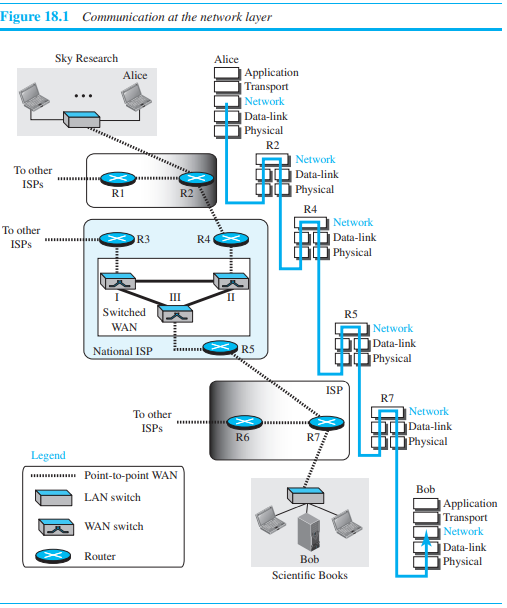 Figure 18.1 Communication at the network layer
Sky Research
Alice
Alice
Application
Transport
Network
Data-link
Physical
To other
ISPs
R1
R2
R2
Network
Data-link
Physical
To other
ISPs
R3
R4
R4
Network
Data-link
Physical
I
III
II
Switched
WAN
National ISP
R5
R5
Network
Data-link
Physical
ISP
To other
ISPs
R6
R7
R7
Network
Data-link
Physical
Legend
Point-to-point WAN
LAN switch
WAN switch
Router
Bob
Scientific Books
Bob
Application
Transport
Network
Data-link
Physical